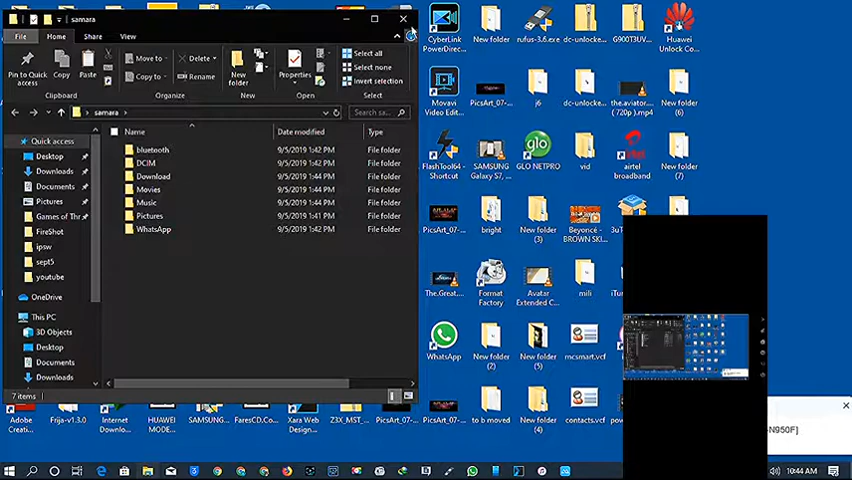 samara
File
Home
Share
View
Pin to Quick access
Copy
Paste
Move to
Copy to
Delete
Rename
New folder
Properties
Select all
Select none
Invert selection
Clipboard
Organize
New
Open
Select
samara
Search sa...
Quick access
Desktop
Downloads
Documents
Pictures
Games of Thr
FireShot
ipsw
sept5
youtube
OneDrive
This PC
3D Objects
Desktop
Documents
Downloads
Name
Date modified
Type
bluetooth 9/5/2019 1:42 PM File folder
DCIM 9/5/2019 1:42 PM File folder
Download 9/5/2019 1:44 PM File folder
Movies 9/5/2019 1:44 PM File folder
Music 9/5/2019 1:44 PM File folder
Pictures 9/5/2019 1:41 PM File folder
WhatsApp 9/5/2019 1:42 PM File folder
7 items
CyberLink PowerDirec...
New folder
rufus-3.6.exe
dc-unlocke...
G900T3UV...
Huawei Unlock Co...
Movavi Video Edit...
PicsArt_07-...
j6
dc-unlocke...
the.aviator... ( 720p ).mp4
New folder (6)
FlashTool64 - Shortcut
SAMSUNG Galaxy S7, ...
GLO NETPRO
vid
airtel broadband
New folder (7)
PicsArt_07-...
bright
New folder (3)
Beyoncé - BROWN SKI...
3uT
The.Great....
Format Factory
Avatar Extended C...
mili
iTur
WhatsApp
New folder (2)
New folder (5)
mcsmart.vcf
PicsArt_07-...
to b moved
New folder (4)
contacts.vcf
pow
Adobe Creati...
Frija-v1.3.0
Internet Downlo...
HUAWEI MODE...
SAMSUNG...
FaresCD.Co...
Xara Web Design...
Z3X_MST_...
PicsArt_07-...
-N950F]
10:44 AM